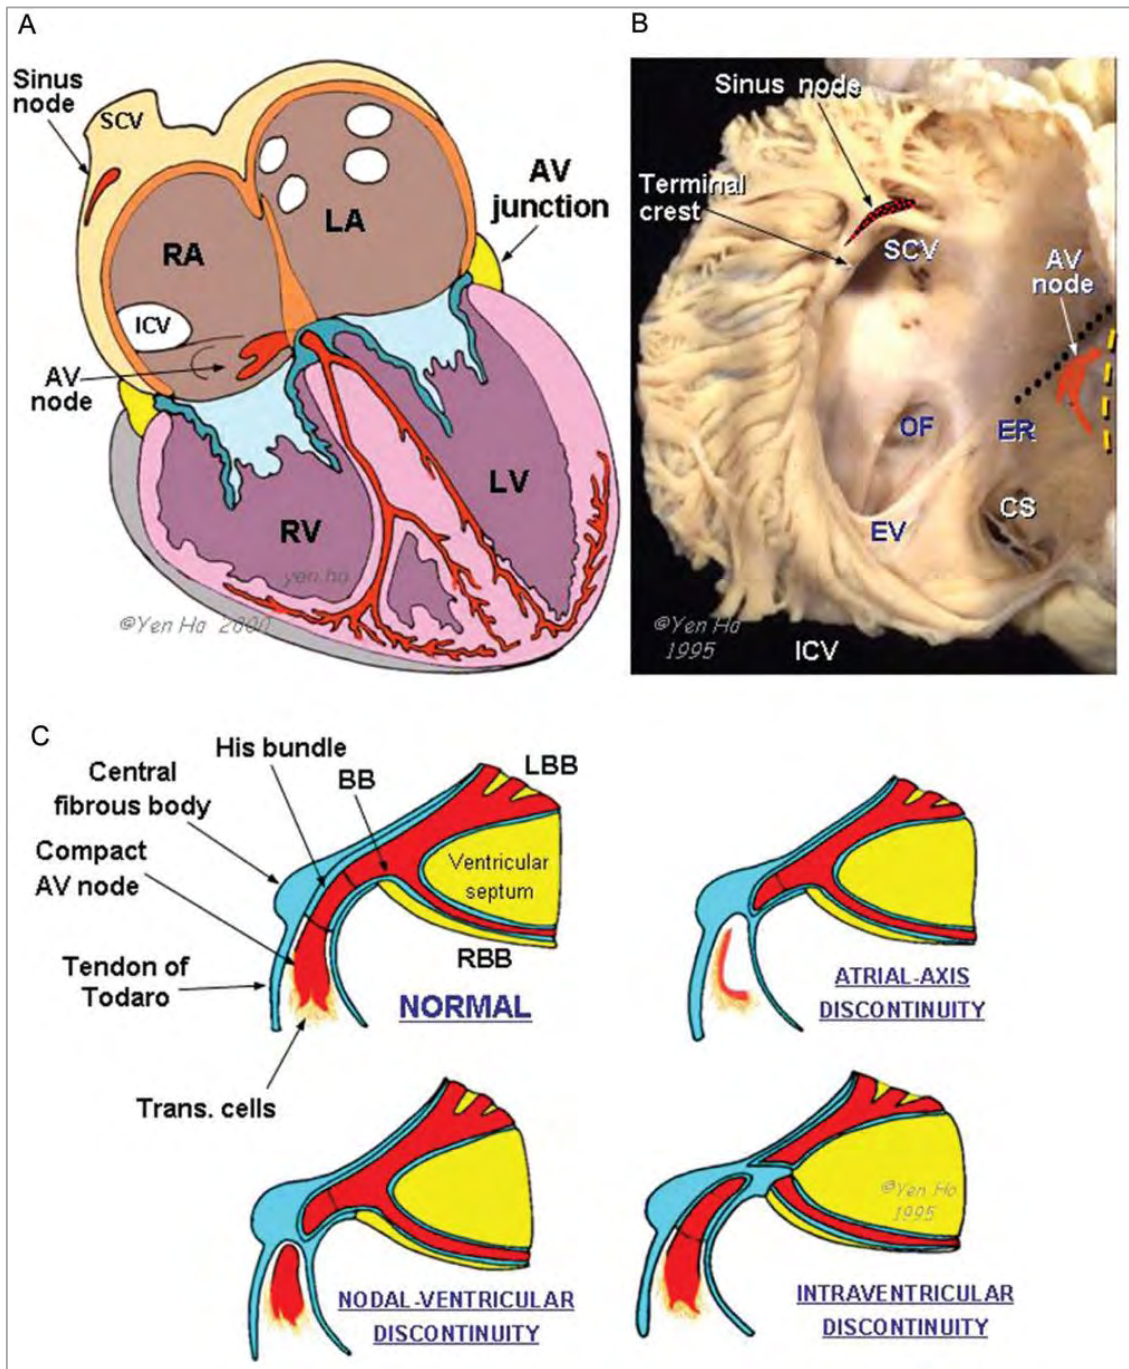 A
Sinus
node
SCV
AV
junction
LA
RA
ICV
AV
node
LV
RV
yen.ho
©Yen Ho 2000
B
Sinus node
Terminal
crest
SCV
AV
node
OF
ER
CS
EV
©Yen Ho
1995
ICV
C
His bundle
Central
fibrous body
BB
LBB
Compact
AV node
Ventricular
septum
Tendon of
Todaro
RBB
NORMAL
Trans. cells
ATRIAL-AXIS
DISCONTINUITY
NODAL-VENTRICULAR
DISCONTINUITY
©Yen Ho
1995
INTRAVENTRICULAR
DISCONTINUITY